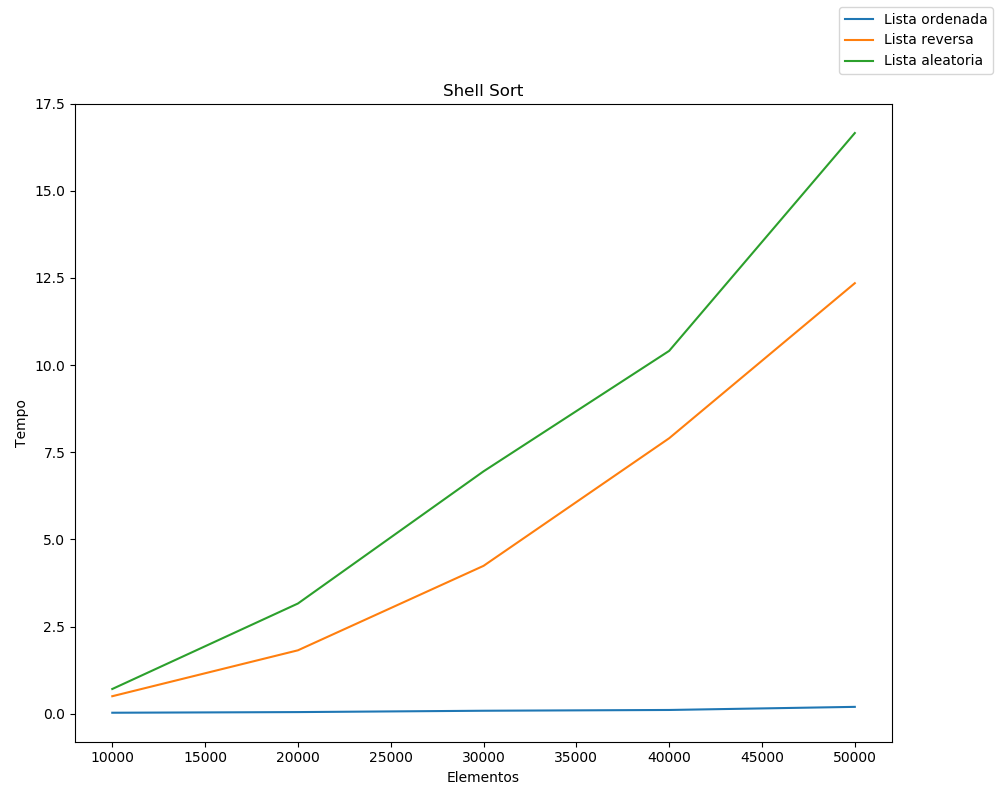 Lista ordenada
Lista reversa
Lista aleatoria
Shell Sort
17.5
15.0
12.5
10.0
7.5
5.0
2.5
0.0
Tempo
10000 15000 20000 25000 30000 35000 40000 45000 50000
Elementos